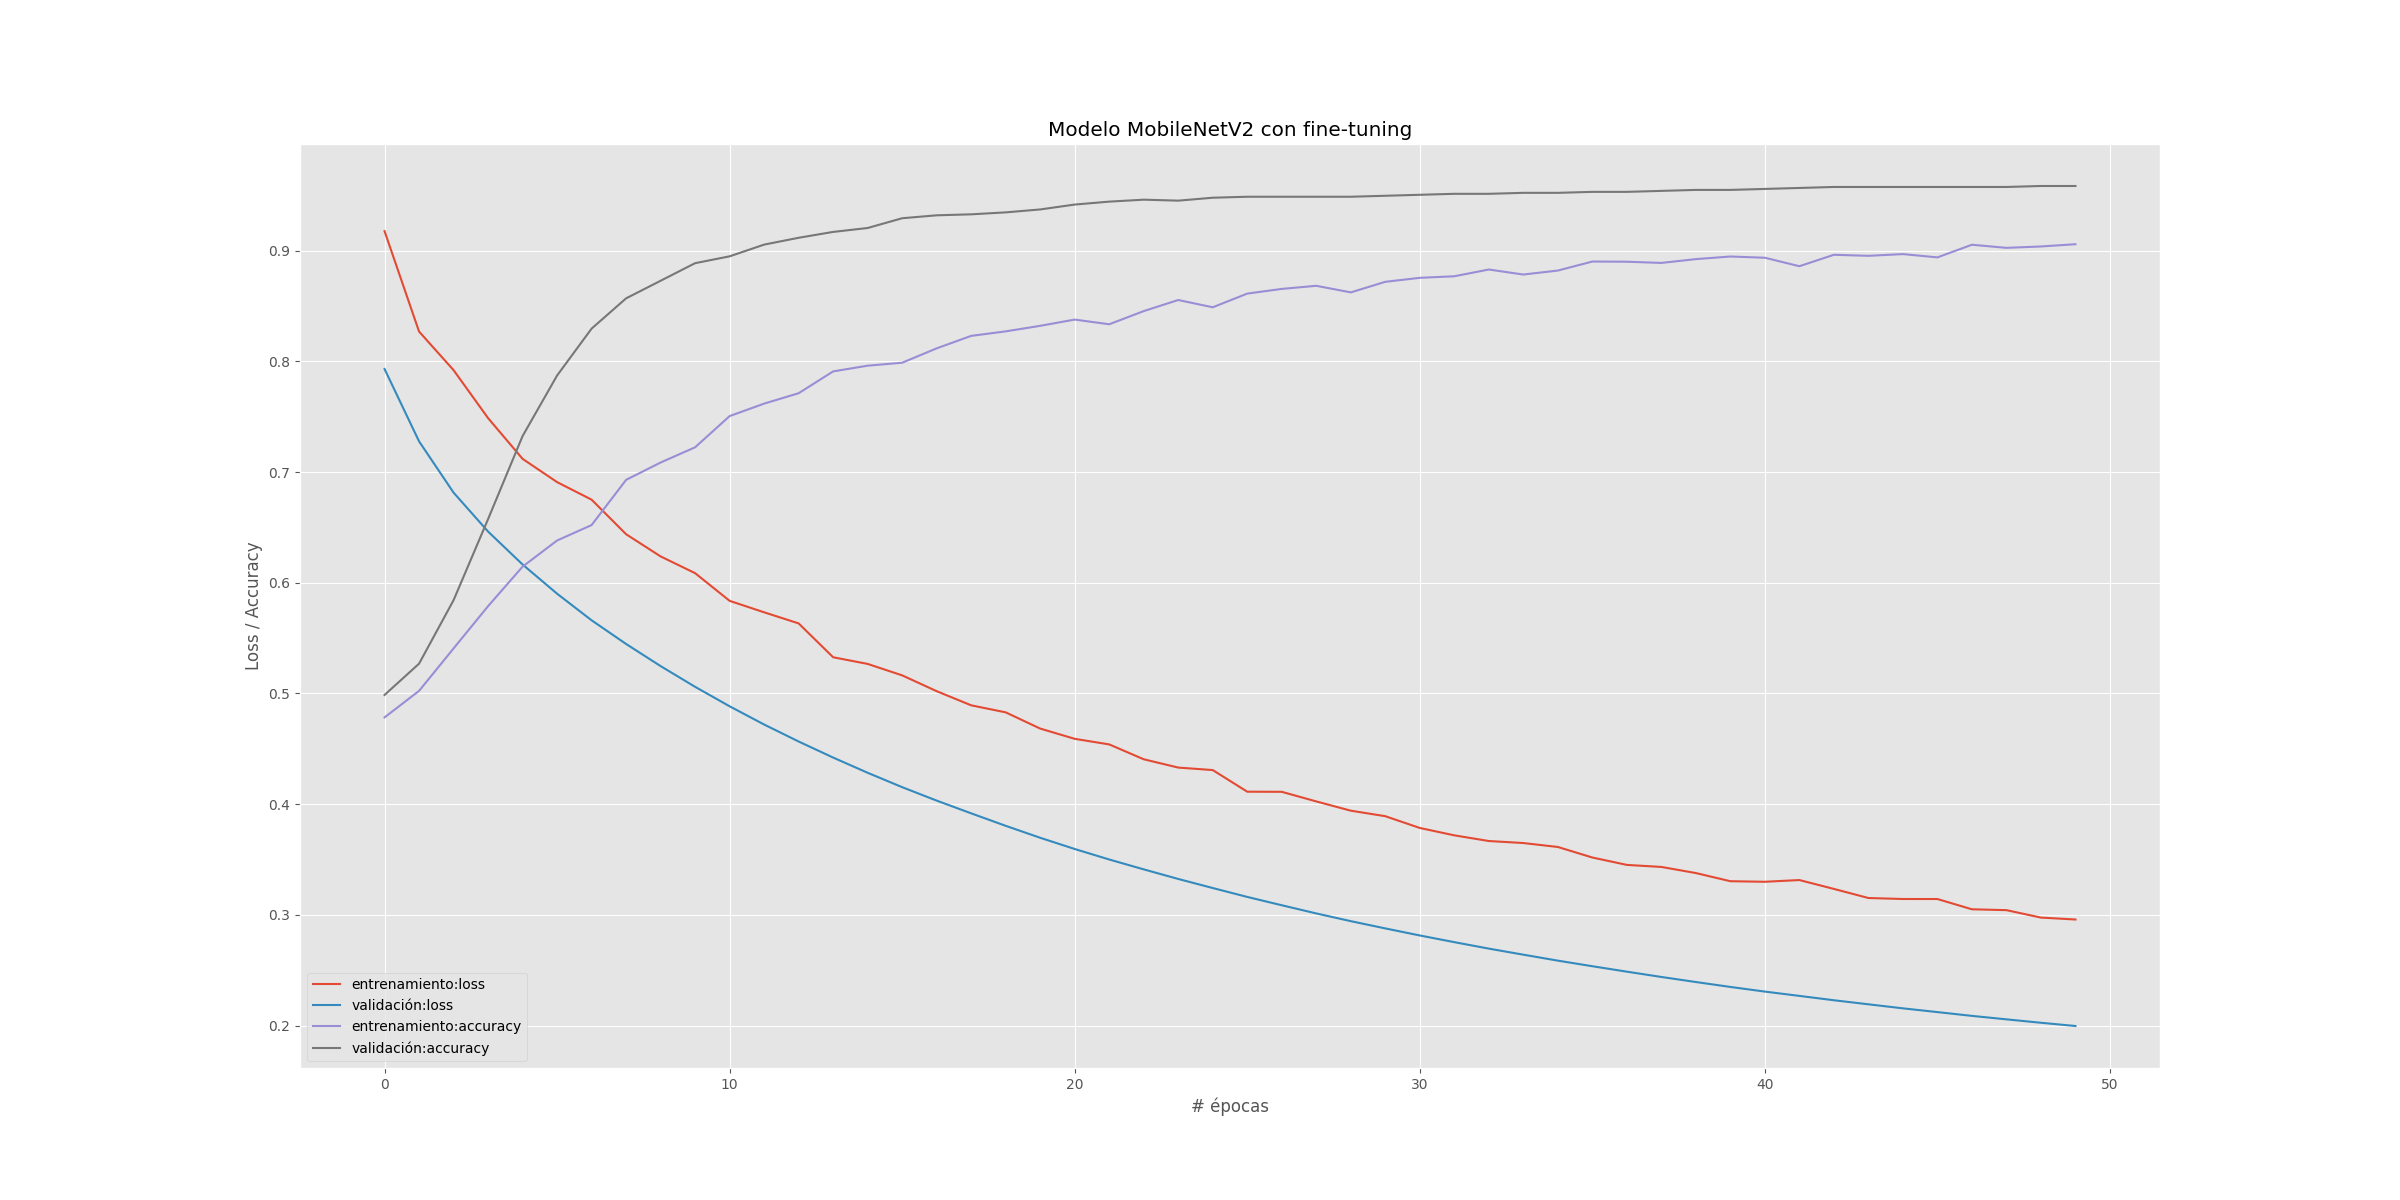 Modelo MobileNetV2 con fine-tuning
Loss / Accuracy
0.9
0.8
0.7
0.6
0.5
0.4
0.3
0.2
entrenamiento:loss
validación:loss
entrenamiento:accuracy
validación:accuracy
0 10 20 30 40 50
# épocas